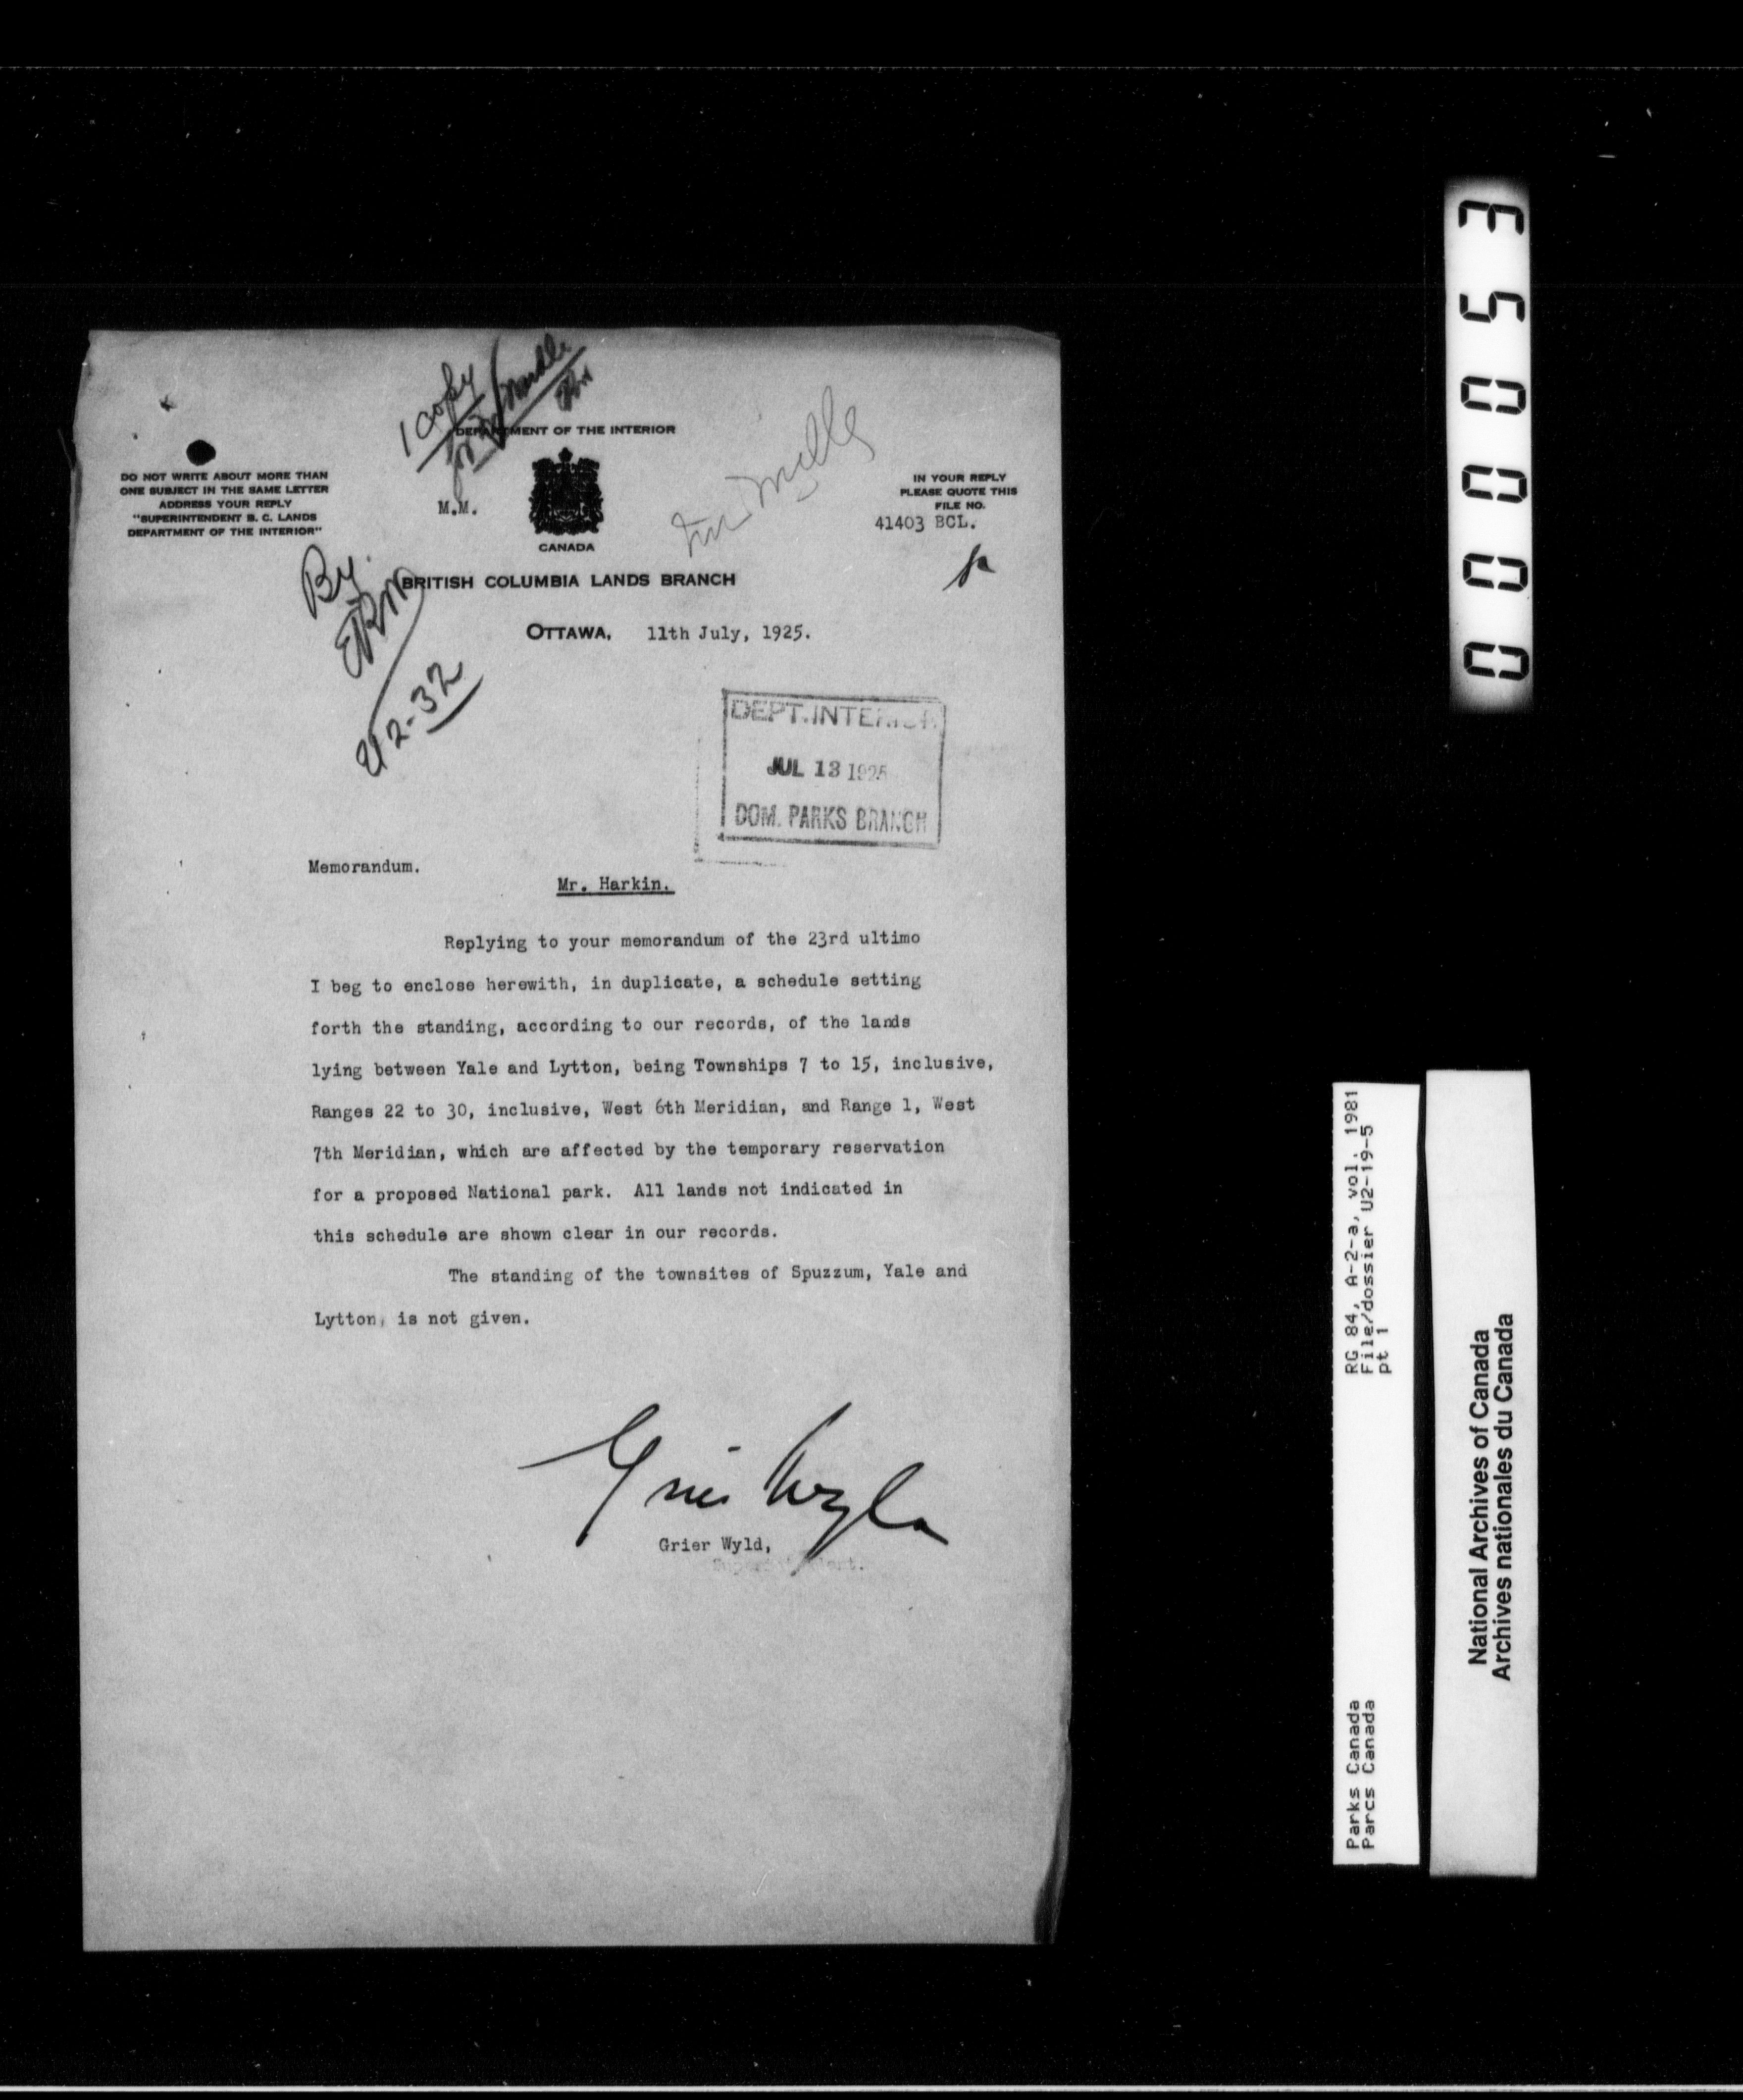 1 copy
DEPARTMENT OF THE INTERIOR
DO NOT WRITE ABOUT MORE THAN
ONE SUBJECT IN THE SAME LETTER
ADDRESS YOUR REPLY
"SUPERINTENDENT B. C. LANDS
DEPARTMENT OF THE INTERIOR"
M.M.
CANADA
IN YOUR REPLY
PLEASE QUOTE THIS
FILE NO.
41403 BCL.
By.
BRITISH COLUMBIA LANDS BRANCH
OTTAWA, 11th July, 1925.
DEPT. INTERIOR
JUL 13 1925
DOM. PARKS BRANCH
Memorandum.
Mr. Harkin.
Replying to your memorandum of the 23rd ultimo
I beg to enclose herewith, in duplicate, a schedule setting
forth the standing, according to our records, of the lands
lying between Yale and Lytton, being Townships 7 to 15, inclusive,
Ranges 22 to 30, inclusive, West 6th Meridian, and Range 1, West
7th Meridian, which are affected by the temporary reservation
for a proposed National park. All lands not indicated in
this schedule are shown clear in our records.
The standing of the townsites of Spuzzum, Yale and
Lytton, is not given.
Grier Wyld
Grier Wyld,
Superintendent.
00053
RG 84, A-2-a, vol. 1981
File/dossier U2-19-5
pt 1
Parks Canada
Parcs Canada
National Archives of Canada
Archives nationales du Canada